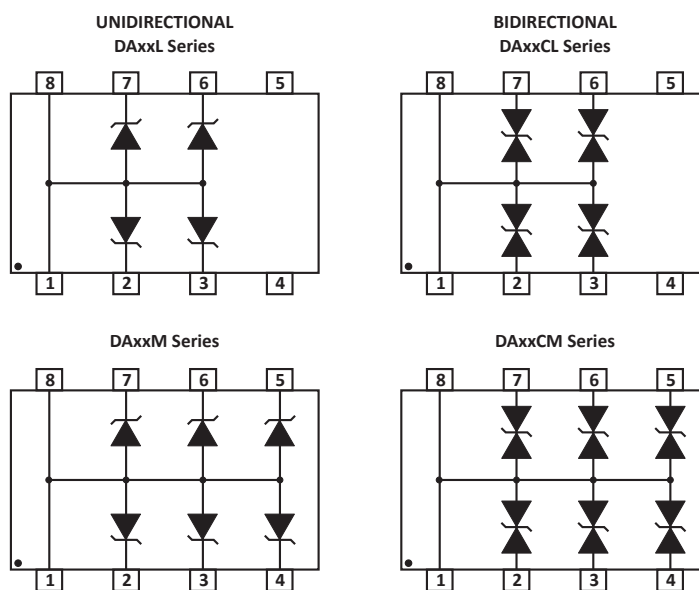 UNIDIRECTIONAL
DAxxL Series
8 7 6 5
1 2 3 4
BIDIRECTIONAL
DAxxCL Series
8 7 6 5
1 2 3 4
DAxxM Series
8 7 6 5
1 2 3 4
DAxxCM Series
8 7 6 5
1 2 3 4